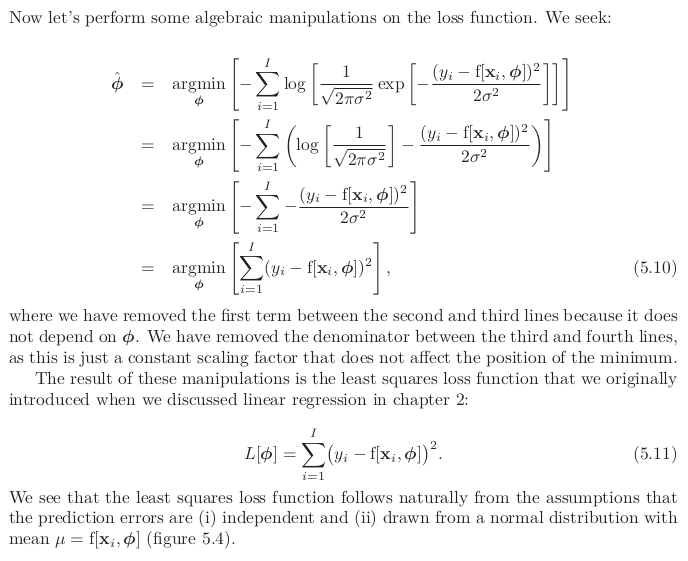 Now let's perform some algebraic manipulations on the loss function. We seek:
$\hat{\boldsymbol\phi} = \underset{\boldsymbol\phi}{\operatorname{argmin}} \left[ -\sum_{i=1}^{I} \log \left[ \frac{1}{\sqrt{2\pi\sigma^2}} \exp \left[ -\frac{(y_i - \mathrm{f}[\mathbf{x}_i, \boldsymbol\phi])^2}{2\sigma^2} \right] \right] \right]$
$= \underset{\boldsymbol\phi}{\operatorname{argmin}} \left[ -\sum_{i=1}^{I} \left( \log \left[ \frac{1}{\sqrt{2\pi\sigma^2}} \right] - \frac{(y_i - \mathrm{f}[\mathbf{x}_i, \boldsymbol\phi])^2}{2\sigma^2} \right) \right]$
$= \underset{\boldsymbol\phi}{\operatorname{argmin}} \left[ -\sum_{i=1}^{I} -\frac{(y_i - \mathrm{f}[\mathbf{x}_i, \boldsymbol\phi])^2}{2\sigma^2} \right]$
$= \underset{\boldsymbol\phi}{\operatorname{argmin}} \left[ \sum_{i=1}^{I} (y_i - \mathrm{f}[\mathbf{x}_i, \boldsymbol\phi])^2 \right],$ (5.10)
where we have removed the first term between the second and third lines because it does
not depend on $\boldsymbol\phi$. We have removed the denominator between the third and fourth lines,
as this is just a constant scaling factor that does not affect the position of the minimum.
The result of these manipulations is the least squares loss function that we originally
introduced when we discussed linear regression in chapter 2:
$L[\boldsymbol\phi] = \sum_{i=1}^{I} \left( y_i - \mathrm{f}[\mathbf{x}_i, \boldsymbol\phi] \right)^2.$ (5.11)
We see that the least squares loss function follows naturally from the assumptions that
the prediction errors are (i) independent and (ii) drawn from a normal distribution with
mean $\mu = \mathrm{f}[\mathbf{x}_i, \boldsymbol\phi]$ (figure 5.4).